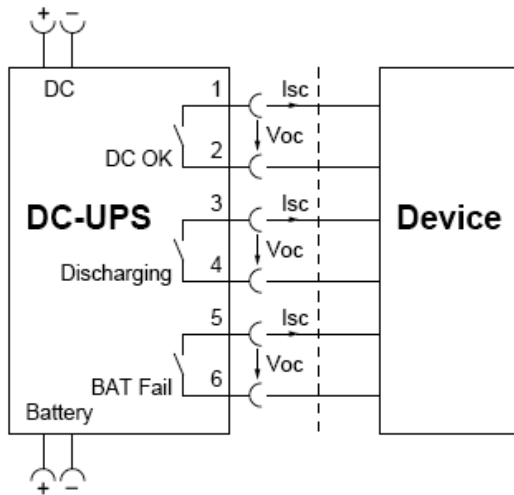 + −
DC
1 Isc
Voc
DC OK 2
3 Isc
DC-UPS Device
Voc
Discharging 4
5 Isc
Voc
BAT Fail 6
Battery
+ −